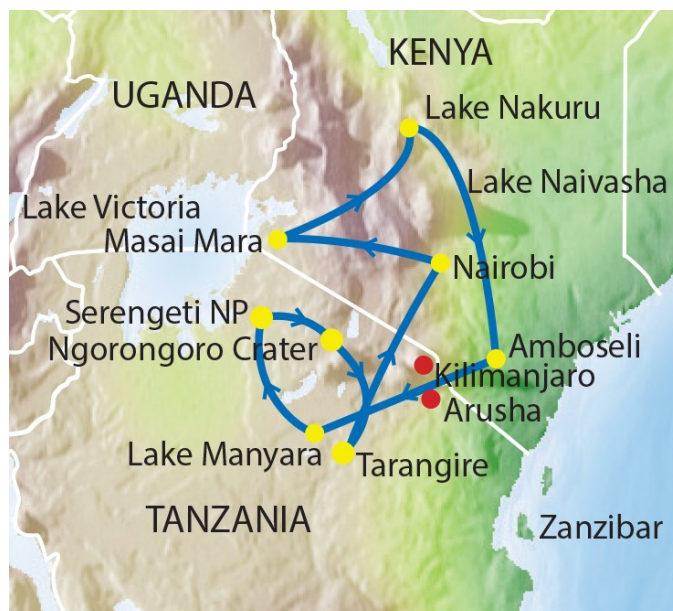 KENYA
UGANDA
Lake Nakuru
Lake Naivasha
Lake Victoria
Masai Mara
Nairobi
Serengeti NP
Ngorongoro Crater
Amboseli
Kilimanjaro
Arusha
Lake Manyara
Tarangire
TANZANIA
Zanzibar